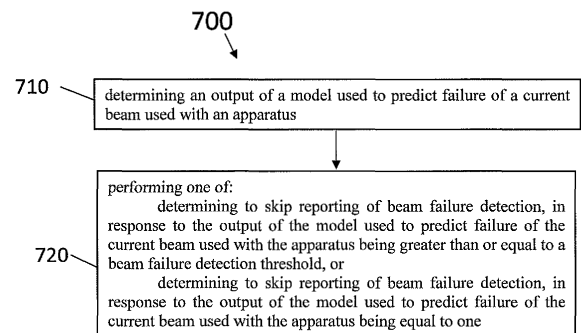 700
710
determining an output of a model used to predict failure of a current
beam used with an apparatus
720
performing one of:
determining to skip reporting of beam failure detection, in
response to the output of the model used to predict failure of the
current beam used with the apparatus being greater than or equal to a
beam failure detection threshold, or
determining to skip reporting of beam failure detection, in
response to the output of the model used to predict failure of the
current beam used with the apparatus being equal to one